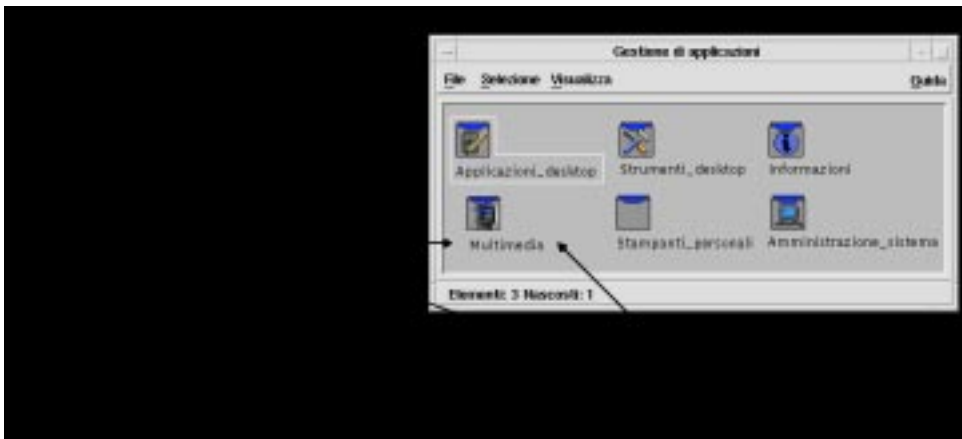 Gestione di applicazioni
File Selezione Visualizza Guida
Applicazioni_desktop Strumenti_desktop Informazioni
Multimedia Stampanti_personali Amministrazione_sistema
Elementi: 3 Nascosti: 1